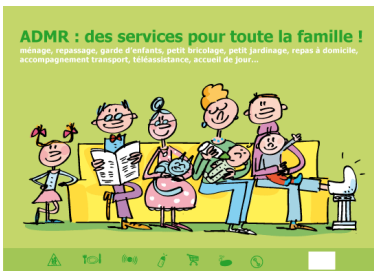 ADMR : des services pour toute la famille !
ménage, repassage, garde d'enfants, petit bricolage, petit jardinage, repas à domicile,
accompagnement transport, téléassistance, accueil de jour...